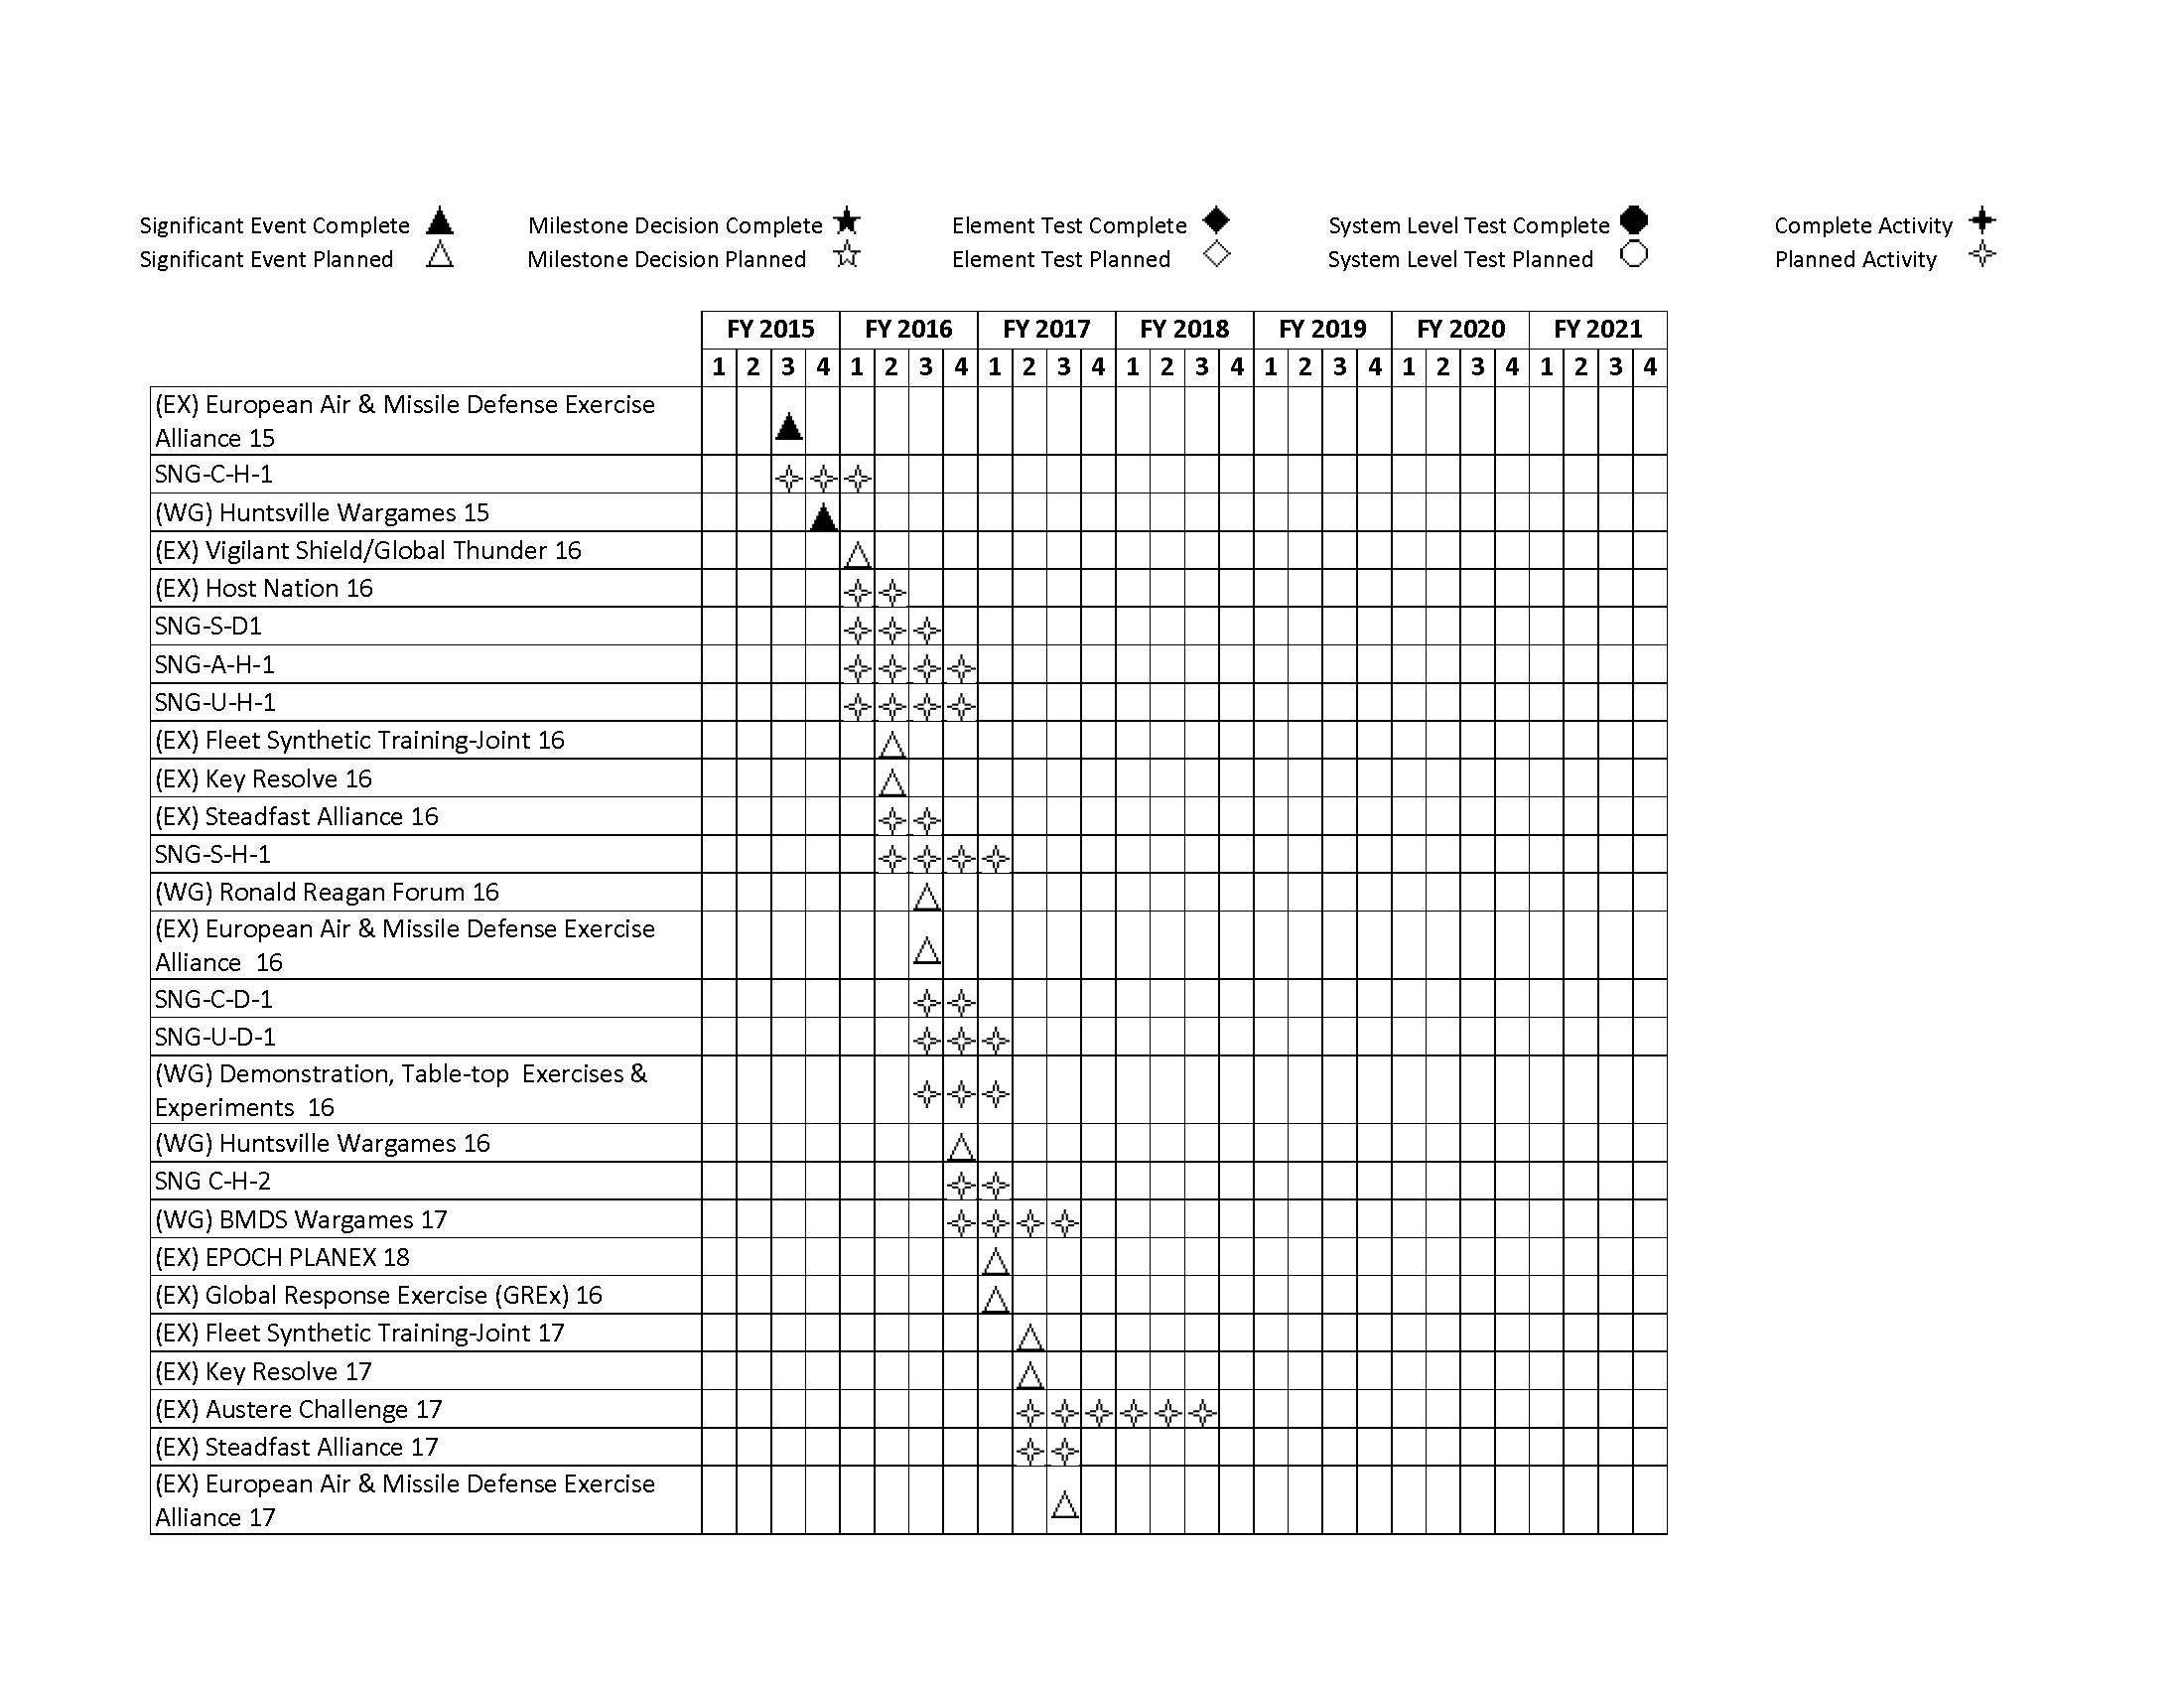 Significant Event Complete Milestone Decision Complete Element Test Complete System Level Test Complete Complete Activity
Significant Event Planned Milestone Decision Planned Element Test Planned System Level Test Planned Planned Activity
FY 2015 FY 2016 FY 2017 FY 2018 FY 2019 FY 2020 FY 2021
1 2 3 4 1 2 3 4 1 2 3 4 1 2 3 4 1 2 3 4 1 2 3 4 1 2 3 4
(EX) European Air & Missile Defense Exercise
Alliance 15
SNG-C-H-1
(WG) Huntsville Wargames 15
(EX) Vigilant Shield/Global Thunder 16
(EX) Host Nation 16
SNG-S-D1
SNG-A-H-1
SNG-U-H-1
(EX) Fleet Synthetic Training-Joint 16
(EX) Key Resolve 16
(EX) Steadfast Alliance 16
SNG-S-H-1
(WG) Ronald Reagan Forum 16
(EX) European Air & Missile Defense Exercise
Alliance 16
SNG-C-D-1
SNG-U-D-1
(WG) Demonstration, Table-top Exercises &
Experiments 16
(WG) Huntsville Wargames 16
SNG C-H-2
(WG) BMDS Wargames 17
(EX) EPOCH PLANEX 18
(EX) Global Response Exercise (GREx) 16
(EX) Fleet Synthetic Training-Joint 17
(EX) Key Resolve 17
(EX) Austere Challenge 17
(EX) Steadfast Alliance 17
(EX) European Air & Missile Defense Exercise
Alliance 17